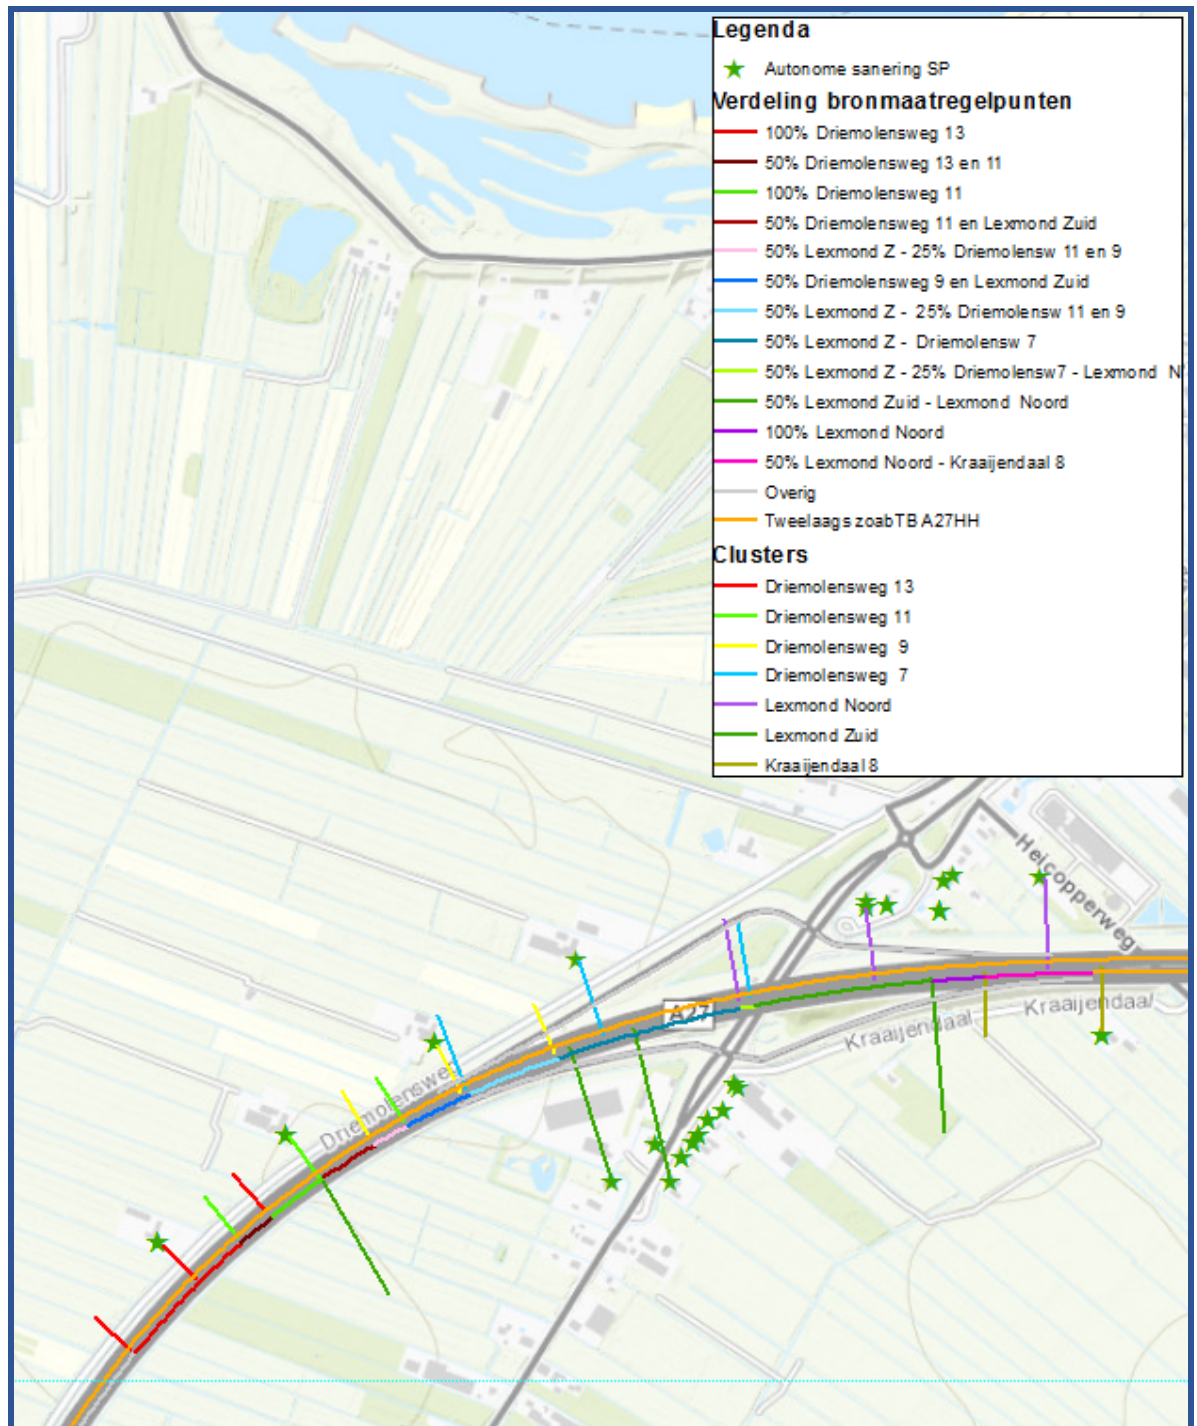 Legenda
Autonome sanering SP
Verdeling bronmaatregelpunten
100% Driemolensweg 13
50% Driemolensweg 13 en 11
100% Driemolensweg 11
50% Driemolensweg 11 en Lexmond Zuid
50% Lexmond Z - 25% Driemolensw 11 en 9
50% Driemolensweg 9 en Lexmond Zuid
50% Lexmond Z - 25% Driemolensw 11 en 9
50% Lexmond Z - Driemolensw 7
50% Lexmond Z - 25% Driemolensw7 - Lexmond N
50% Lexmond Zuid - Lexmond Noord
100% Lexmond Noord
50% Lexmond Noord - Kraaijendaal 8
Overig
Tweelaags zoabTB A27HH
Clusters
Driemolensweg 13
Driemolensweg 11
Driemolensweg 9
Driemolensweg 7
Lexmond Noord
Lexmond Zuid
Kraaijendaal 8
Heicopperweg
A27
Kraaijendaal
Kraaijendaal
Driemolensweg